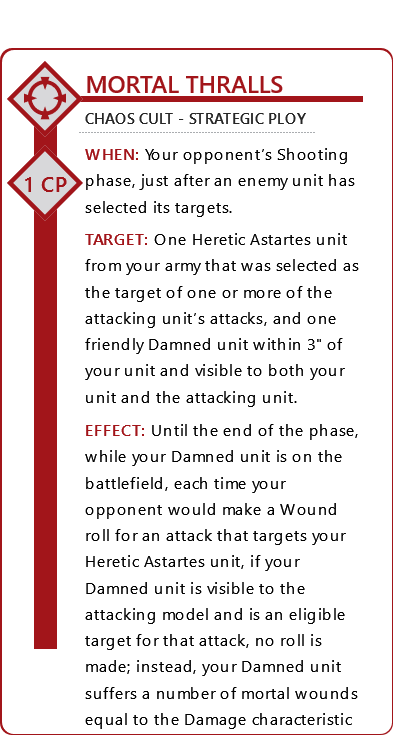 MORTAL THRALLS
CHAOS CULT - STRATEGIC PLOY
1 CP
WHEN: Your opponent's Shooting
phase, just after an enemy unit has
selected its targets.
TARGET: One Heretic Astartes unit
from your army that was selected as
the target of one or more of the
attacking unit's attacks, and one
friendly Damned unit within 3" of
your unit and visible to both your
unit and the attacking unit.
EFFECT: Until the end of the phase,
while your Damned unit is on the
battlefield, each time your
opponent would make a Wound
roll for an attack that targets your
Heretic Astartes unit, if your
Damned unit is visible to the
attacking model and is an eligible
target for that attack, no roll is
made; instead, your Damned unit
suffers a number of mortal wounds
equal to the Damage characteristic